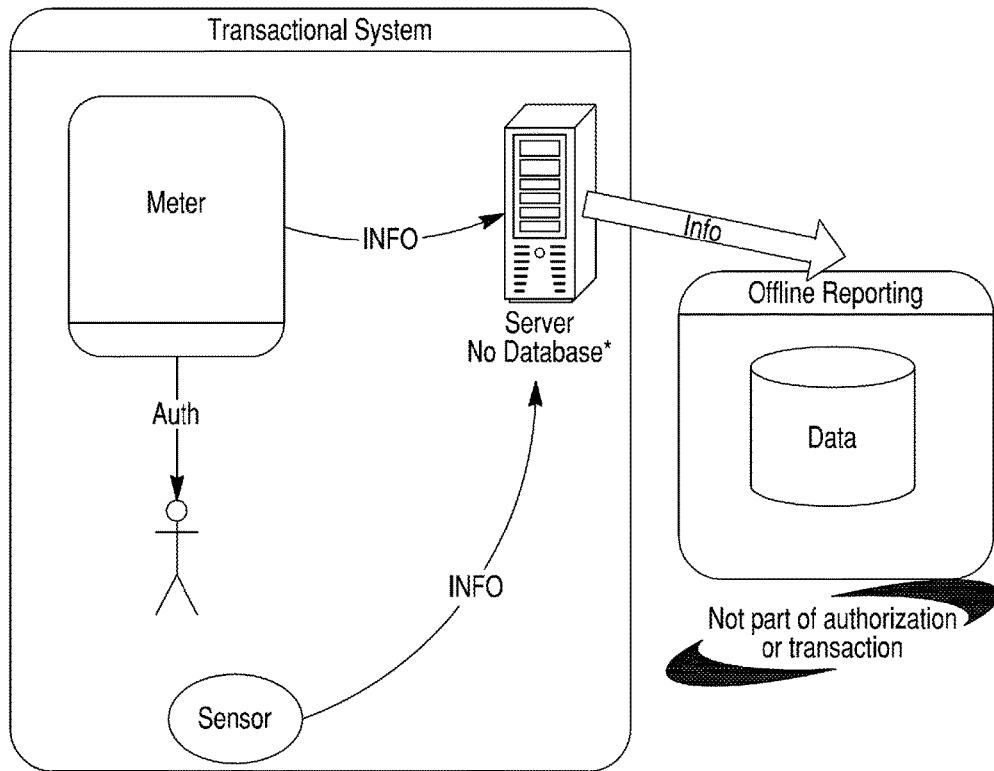 Transactional System
Meter
INFO
Info
Server
No Database*
Offline Reporting
Auth
Data
INFO
Not part of authorization
or transaction
Sensor